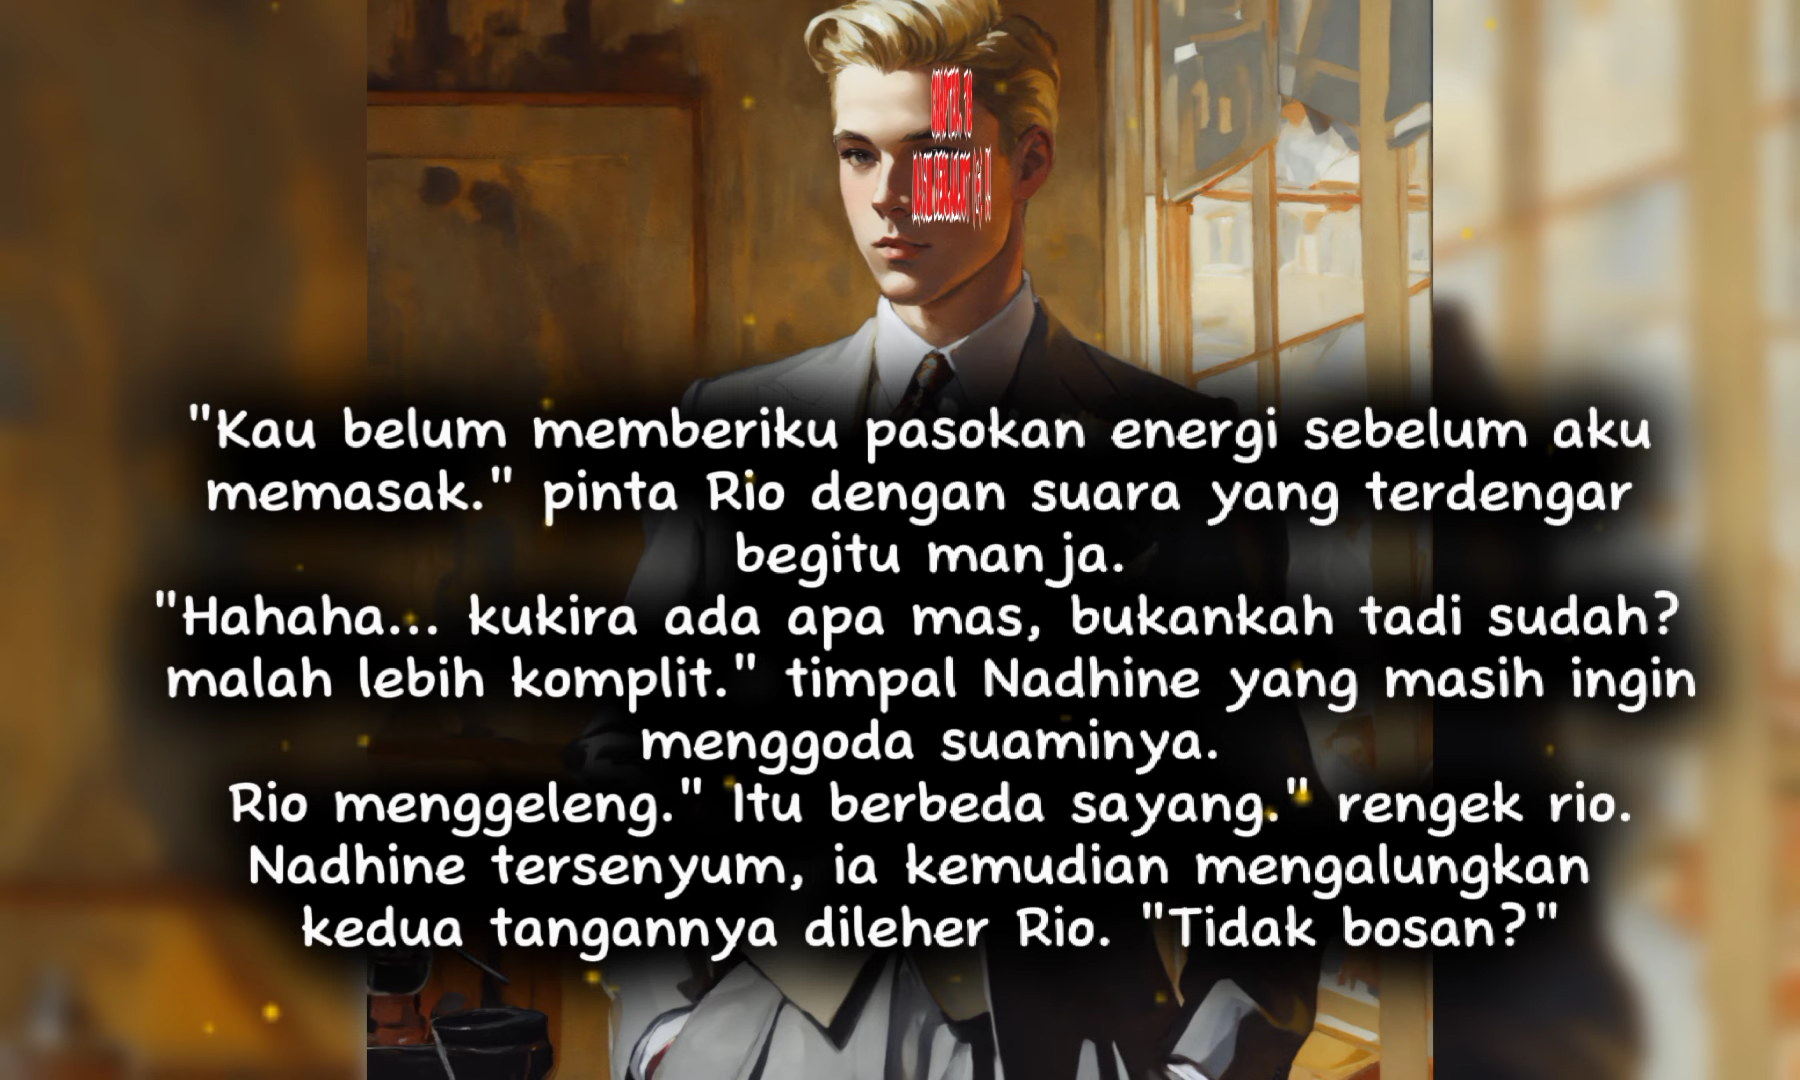 "Kau belum memberiku pasokan energi sebelum aku
memasak." pinta Rio dengan suara yang terdengar
begitu manja.
"Hahaha... kukira ada apa mas, bukankah tadi sudah?
malah lebih komplit." timpal Nadhine yang masih ingin
menggoda suaminya.
Rio menggeleng." Itu berbeda sayang." rengek rio.
Nadhine tersenyum, ia kemudian mengalungkan
kedua tangannya dileher Rio. "Tidak bosan?"